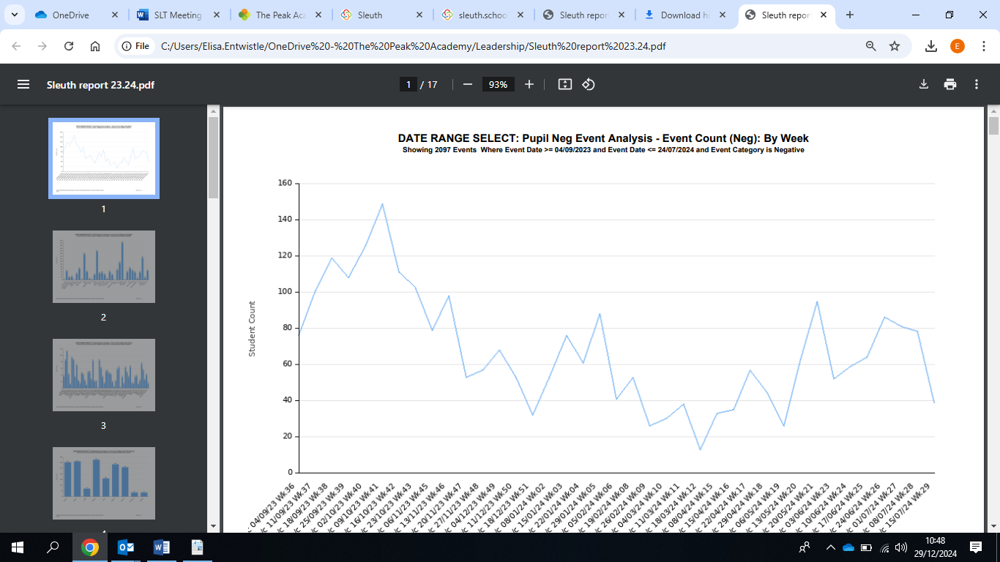 OneDrive
SLT Meeting
The Peak Aca
Sleuth
sleuth.schoo
Sleuth repor
Download hi
Sleuth repor
File
C:/Users/Elisa.Entwistle/OneDrive%20-%20The%20Peak%20Academy/Leadership/Sleuth%20report%2023.24.pdf
E
Sleuth report 23.24.pdf
1 / 17
93%
1
2
3
DATE RANGE SELECT: Pupil Neg Event Analysis - Event Count (Neg): By Week
Showing 2097 Events Where Event Date >= 04/09/2023 and Event Date <= 24/07/2024 and Event Category is Negative
Student Count
160
140
120
100
80
60
40
20
0
04/09/23 Wk:36
11/09/23 Wk:37
18/09/23 Wk:38
25/09/23 Wk:39
02/10/23 Wk:40
09/10/23 Wk:41
16/10/23 Wk:42
23/10/23 Wk:43
06/11/23 Wk:45
13/11/23 Wk:46
20/11/23 Wk:47
27/11/23 Wk:48
04/12/23 Wk:49
11/12/23 Wk:50
18/12/23 Wk:51
08/01/24 Wk:02
15/01/24 Wk:03
22/01/24 Wk:04
29/01/24 Wk:05
05/02/24 Wk:06
19/02/24 Wk:08
26/02/24 Wk:09
04/03/24 Wk:10
11/03/24 Wk:11
18/03/24 Wk:12
08/04/24 Wk:15
15/04/24 Wk:16
22/04/24 Wk:17
29/04/24 Wk:18
06/05/24 Wk:19
13/05/24 Wk:20
20/05/24 Wk:21
03/06/24 Wk:23
10/06/24 Wk:24
17/06/24 Wk:25
24/06/24 Wk:26
01/07/24 Wk:27
08/07/24 Wk:28
15/07/24 Wk:29
10:48
29/12/2024